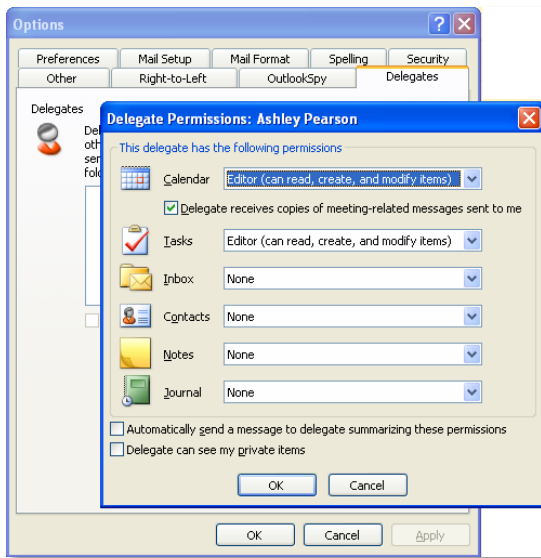 Options
Preferences Mail Setup Mail Format Spelling Security
Other Right-to-Left OutlookSpy Delegates
Delegates
Delegate Permissions: Ashley Pearson
This delegate has the following permissions
Calendar Editor (can read, create, and modify items)
Delegate receives copies of meeting-related messages sent to me
Tasks Editor (can read, create, and modify items)
Inbox None
Contacts None
Notes None
Journal None
Automatically send a message to delegate summarizing these permissions
Delegate can see my private items
OK Cancel
OK Cancel Apply